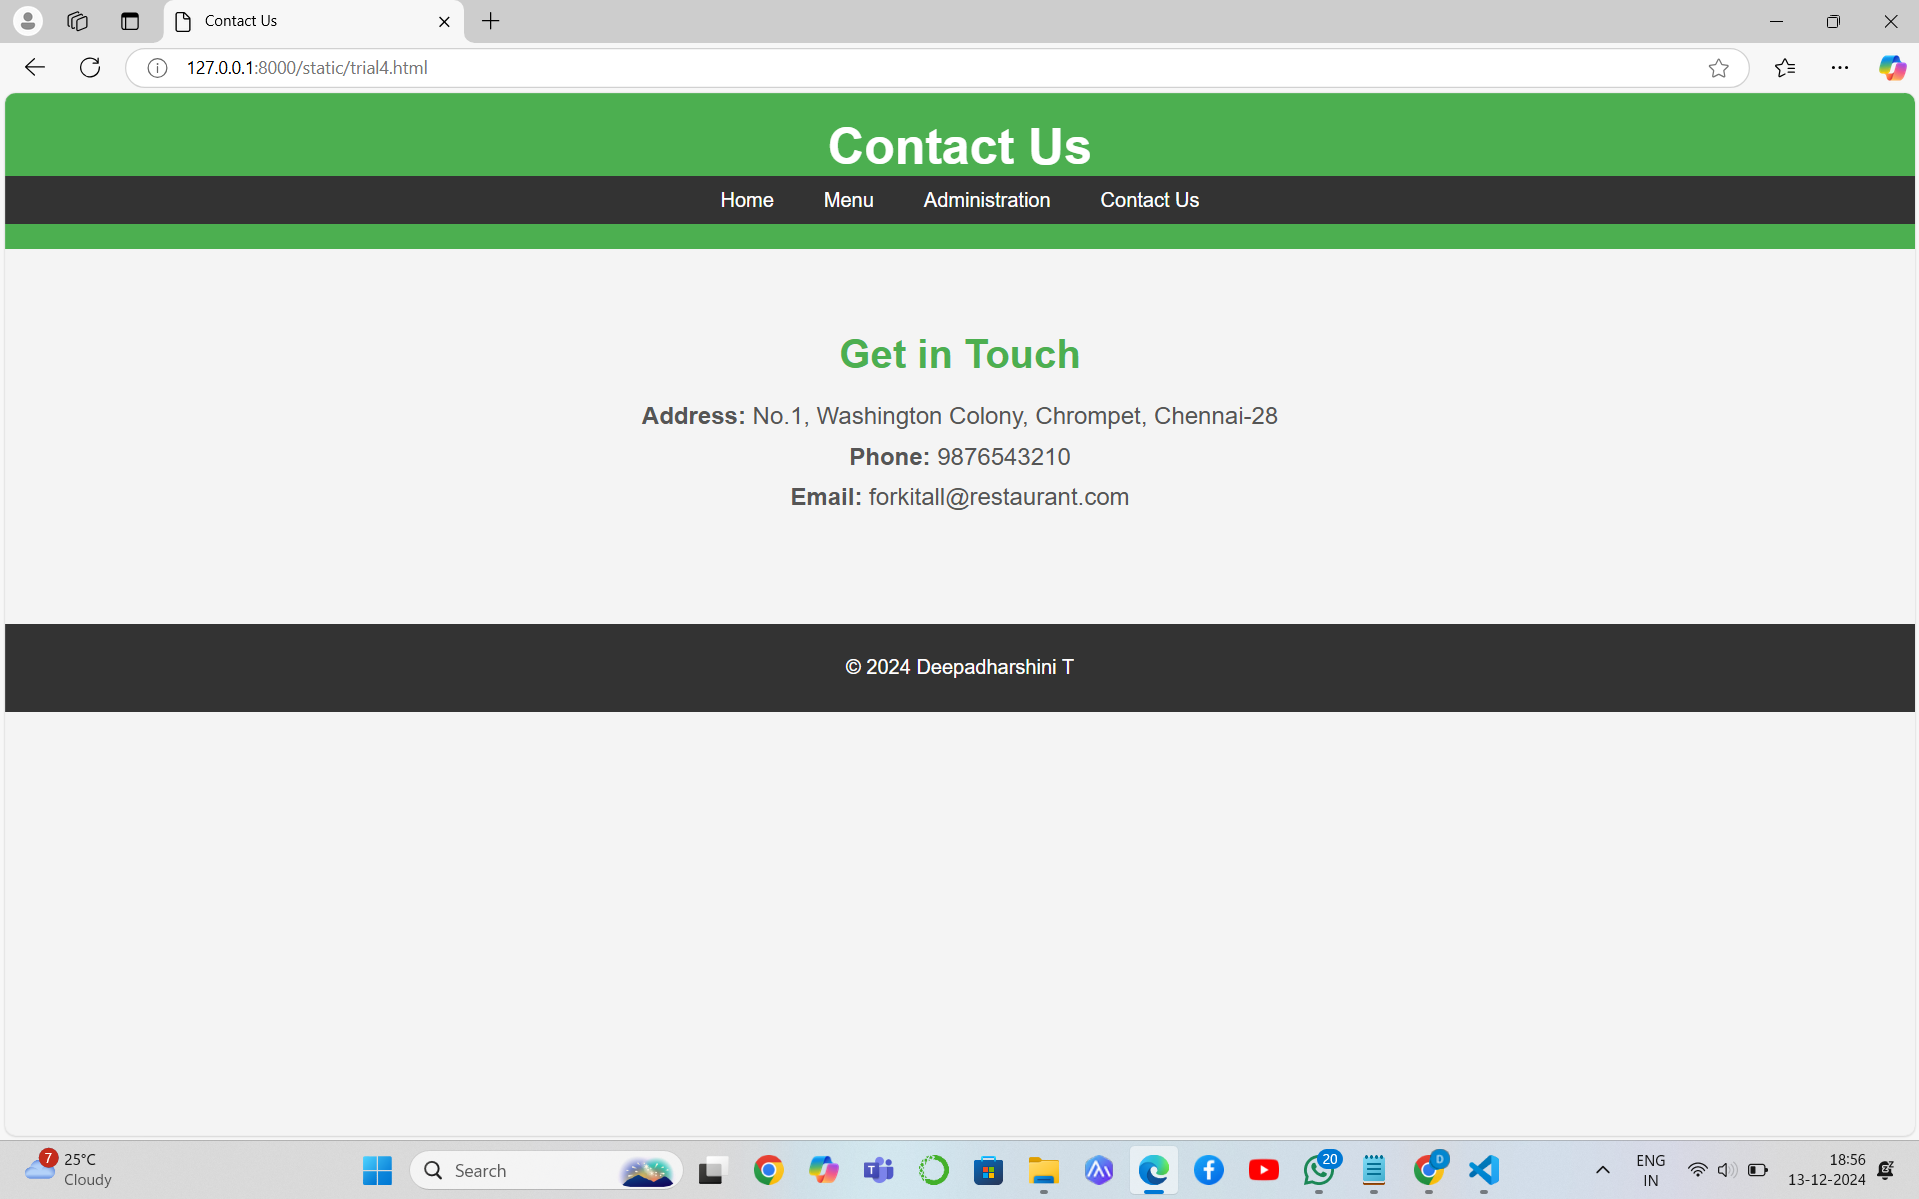 Contact Us
127.0.0.1:8000/static/trial4.html
Contact Us
Home Menu Administration Contact Us
Get in Touch
Address: No.1, Washington Colony, Chrompet, Chennai-28
Phone: 9876543210
Email: forkitall@restaurant.com
© 2024 Deepadharshini T
7 25°C
Cloudy
Search
20
D
ENG
IN
18:56
13-12-2024